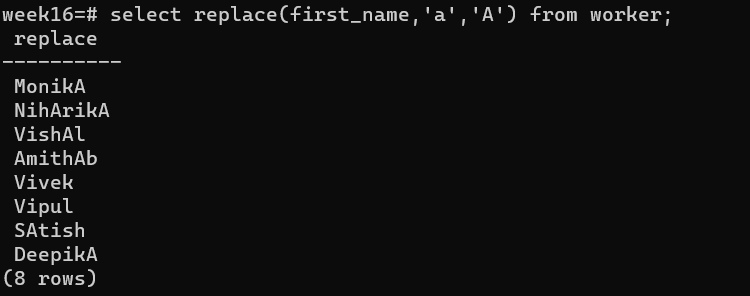 week16=# select replace(first_name,'a','A') from worker;
replace
----------
MonikA
NihArikA
VishAl
AmithAb
Vivek
Vipul
SAtish
DeepikA
(8 rows)